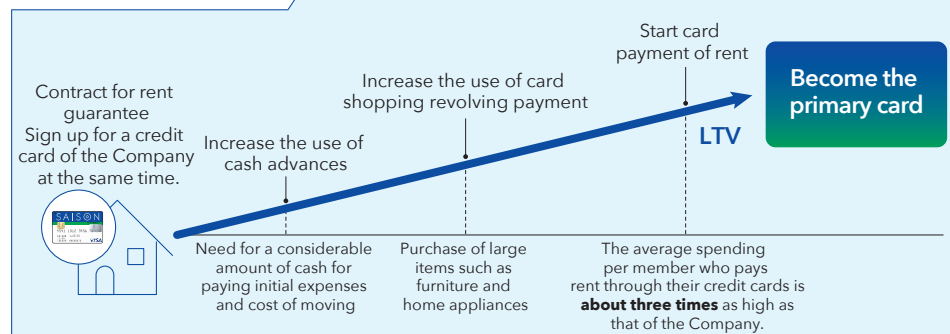 Contract for rent
guarantee
Sign up for a credit
card of the Company
at the same time.
SAISON
VISA
Increase the use of
cash advances
Increase the use of card
shopping revolving payment
Start card
payment of rent
LTV
Become the
primary card
Need for a considerable
amount of cash for
paying initial expenses
and cost of moving
Purchase of large
items such as
furniture and
home appliances
The average spending
per member who pays
rent through their credit cards is
about three times as high as
that of the Company.